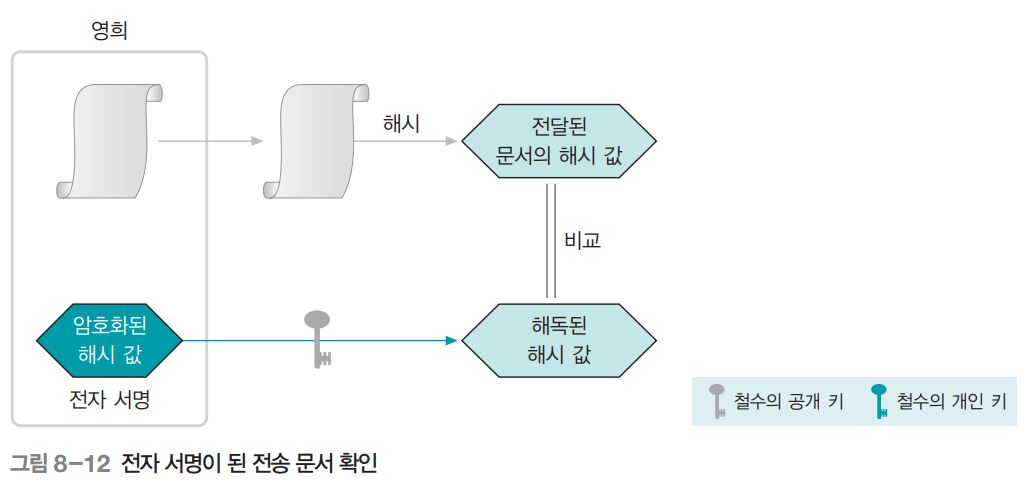 영희
해시
전달된
문서의 해시 값
비교
암호화된
해시 값
해독된
해시 값
전자 서명
철수의 공개 키
철수의 개인 키
그림 8-12 전자 서명이 된 전송 문서 확인